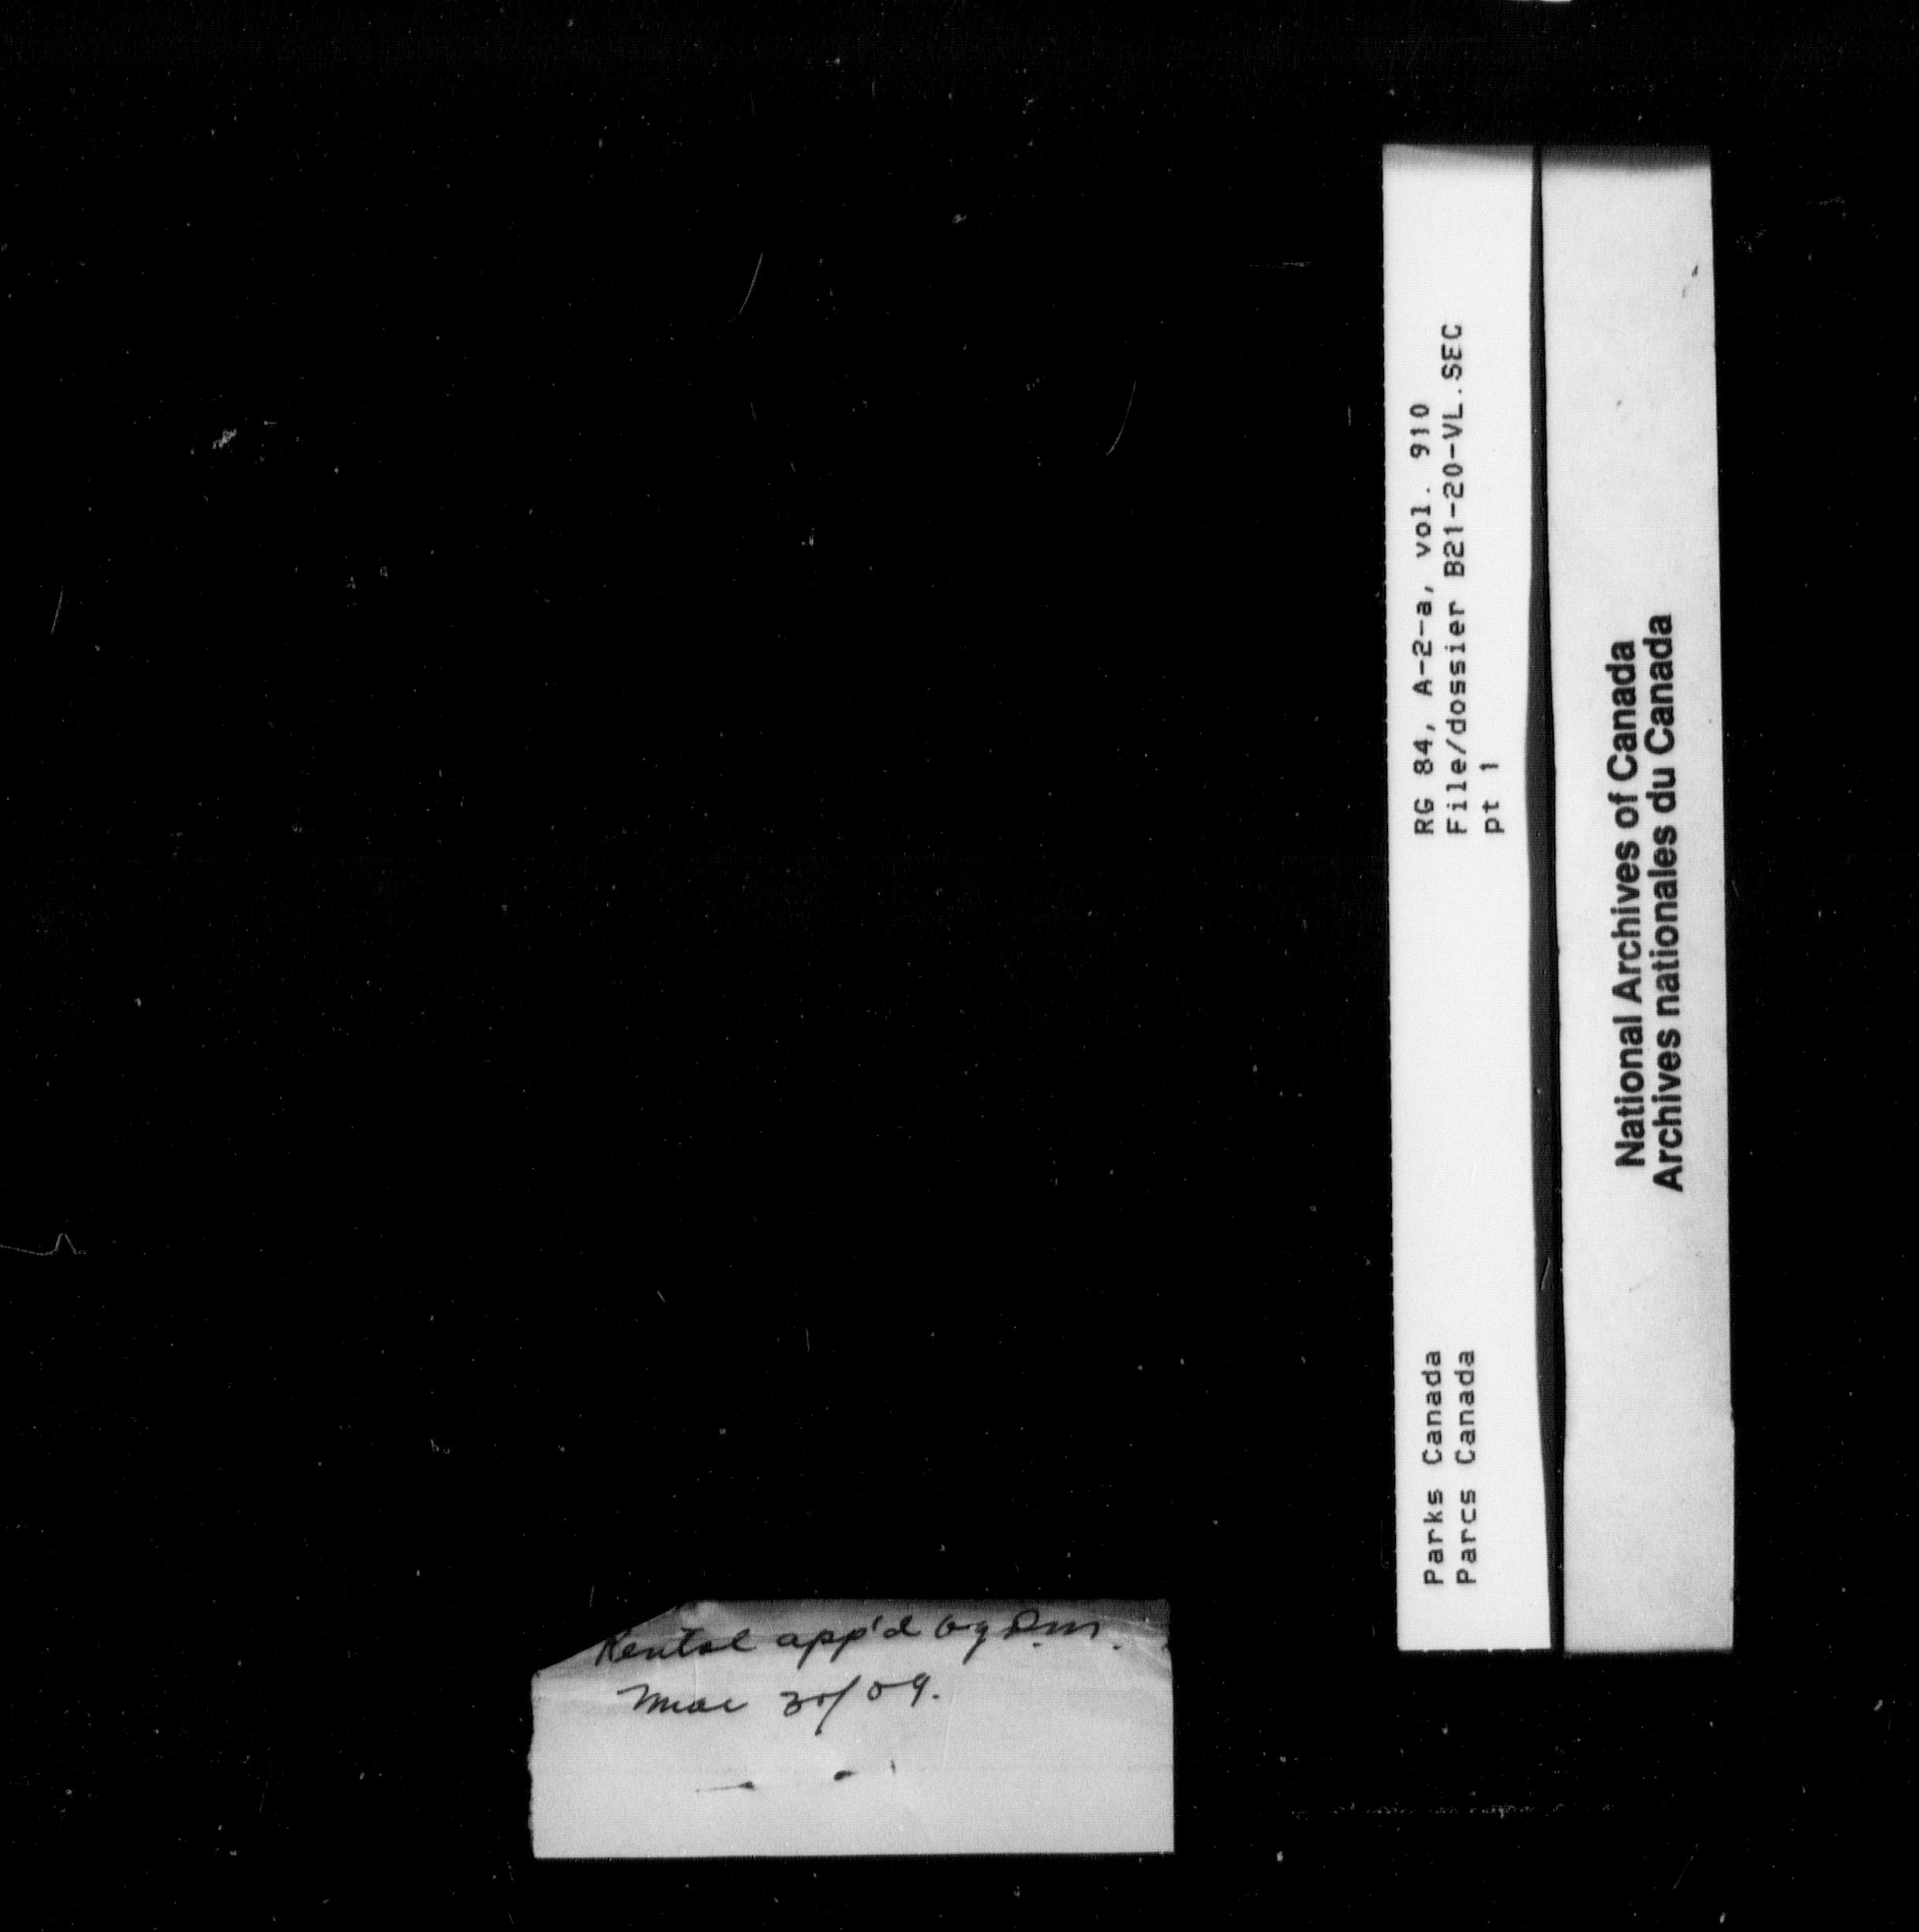 RG 84, A-2-a, vol. 910
File/dossier B21-20-VL.SEC
pt 1
Parks Canada
Parcs Canada
National Archives of Canada
Archives nationales du Canada
Rental app'd by D.M.
Mar 30/09.